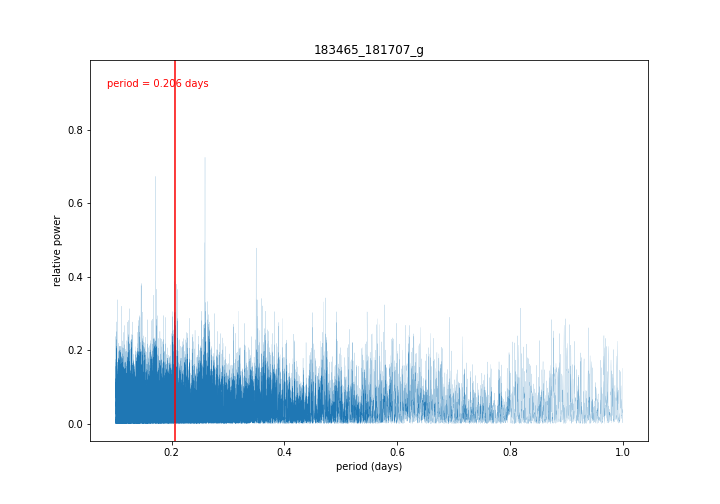 183465_181707_g
period = 0.206 days
0.8
0.6
0.4
0.2
0.0
relative power
0.2 0.4 0.6 0.8 1.0
period (days)